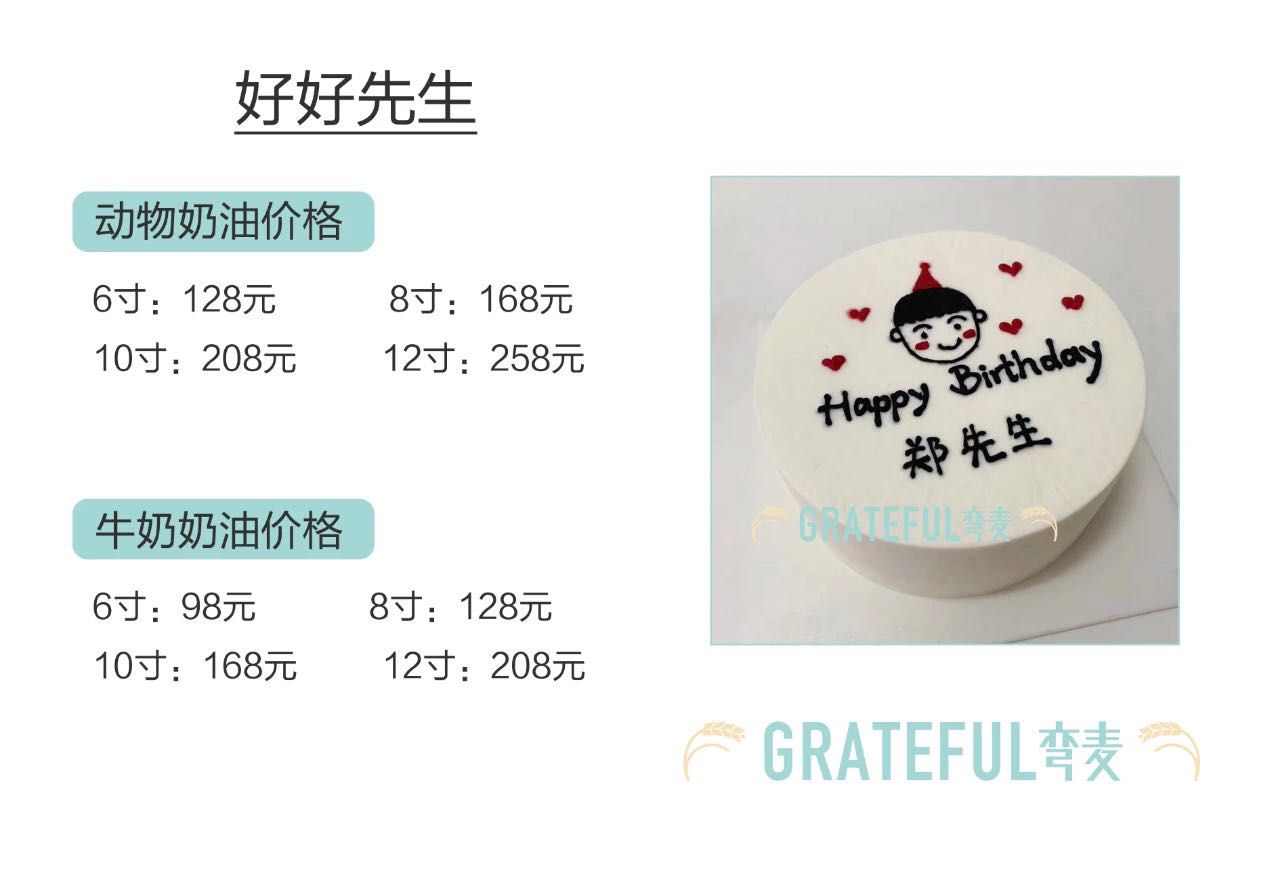 好好先生
动物奶油价格
6寸：128元 8寸：168元
10寸：208元 12寸：258元
牛奶奶油价格
6寸：98元 8寸：128元
10寸：168元 12寸：208元
Happy Birthday
郑先生
GRATEFUL弯麦
GRATEFUL弯麦